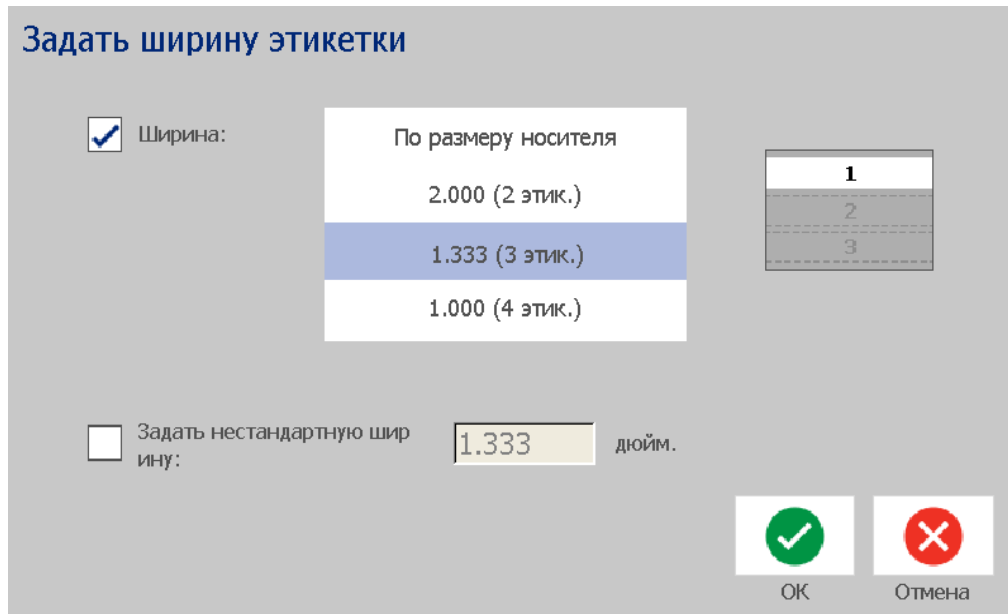 Задать ширину этикетки
Ширина:
По размеру носителя
2.000 (2 этик.)
1.333 (3 этик.)
1.000 (4 этик.)
1
2
3
Задать нестандартную шир
ину:
1.333
дюйм.
ОК
Отмена